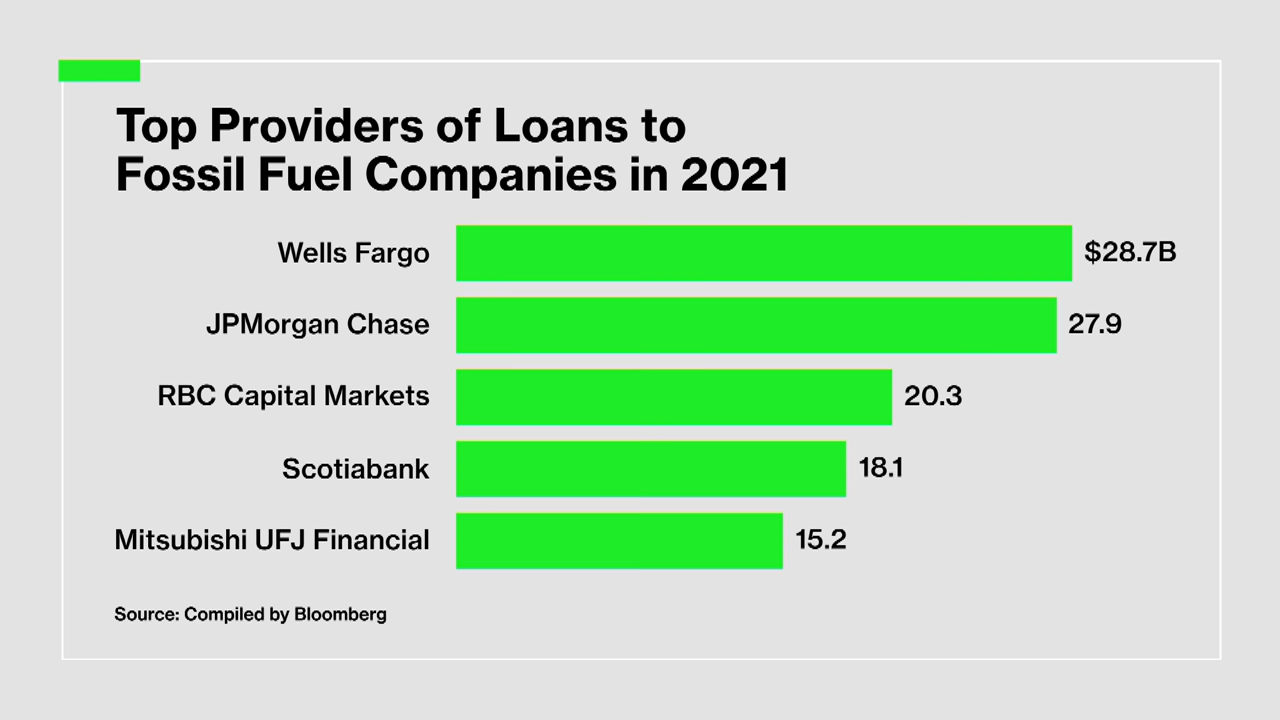 Top Providers of Loans to
Fossil Fuel Companies in 2021
Wells Fargo $28.7B
JPMorgan Chase 27.9
RBC Capital Markets 20.3
Scotiabank 18.1
Mitsubishi UFJ Financial 15.2
Source: Compiled by Bloomberg